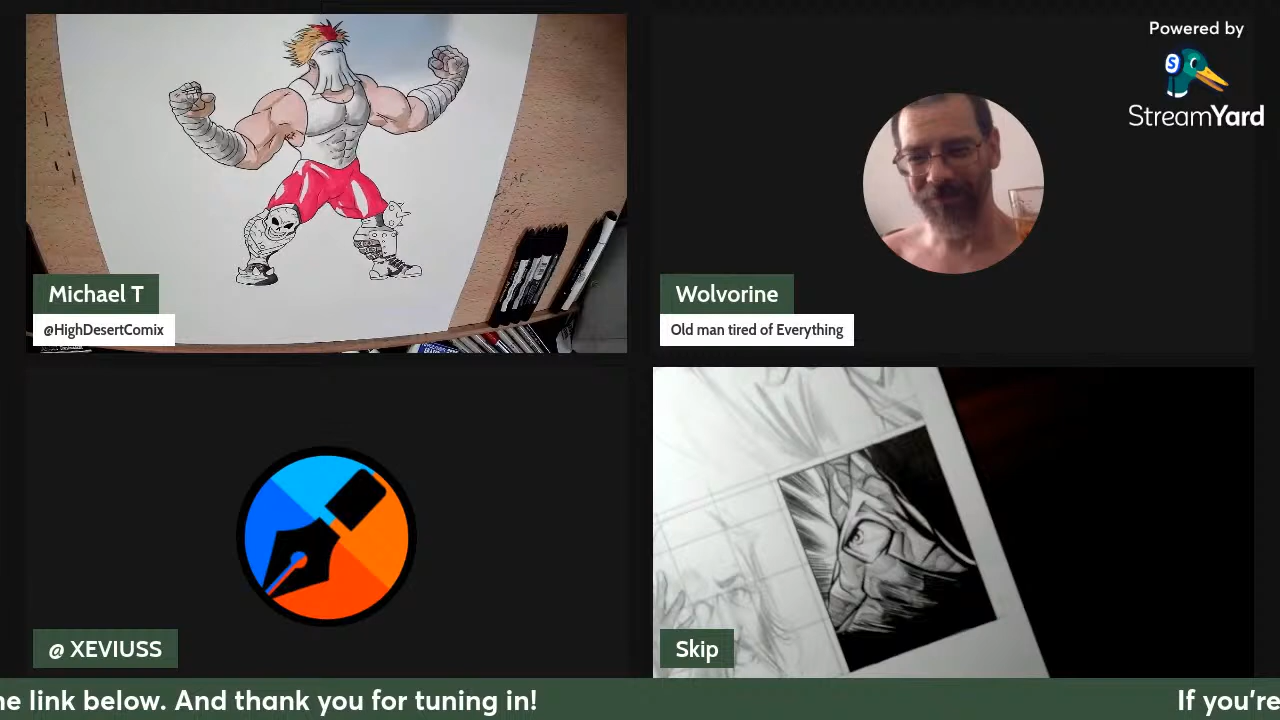 Powered by
StreamYard
Michael T
@HighDesertComix
Wolvorine
Old man tired of Everything
@ XEVIUSS
Skip
ne link below. And thank you for tuning in!
If you're